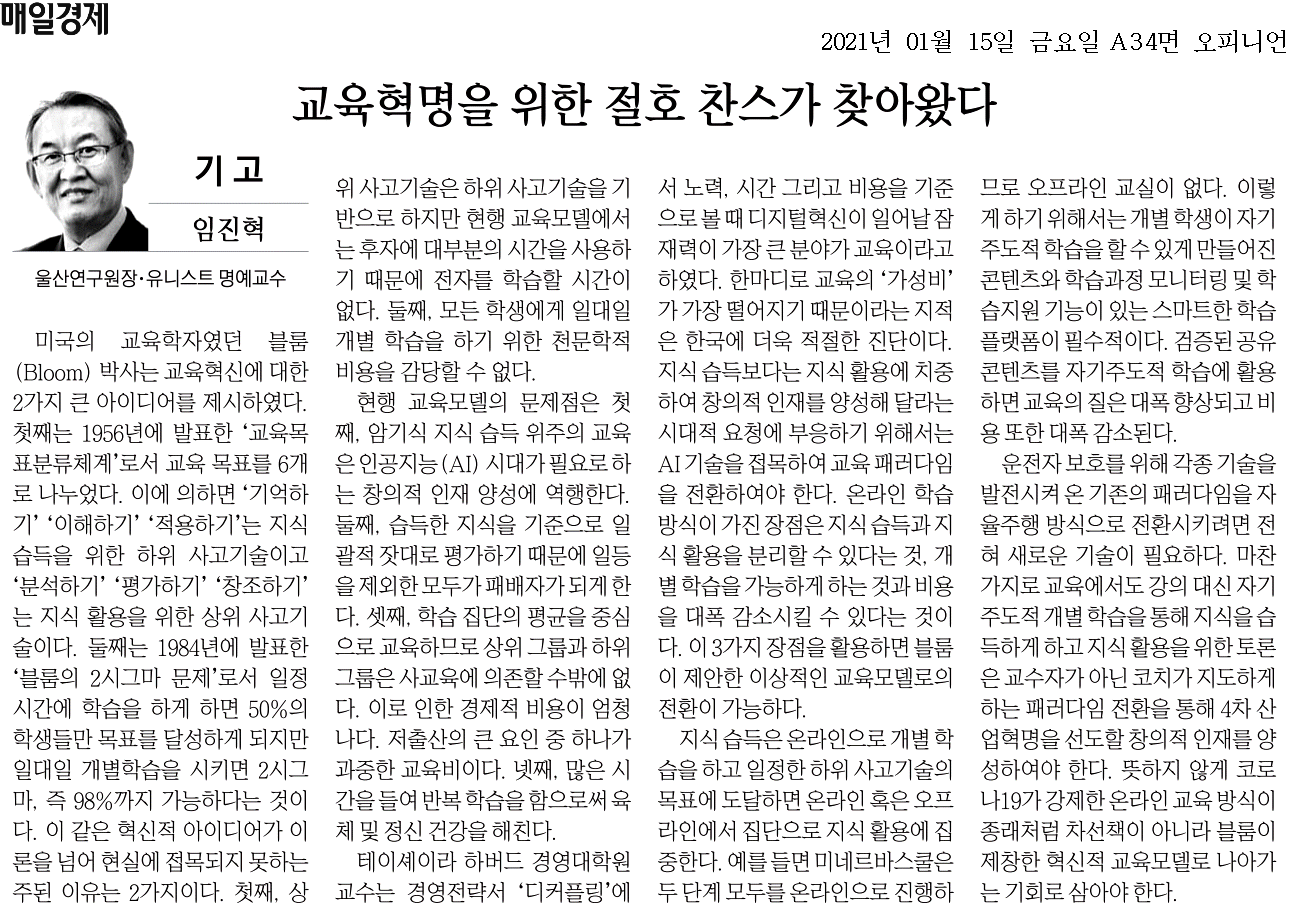 매일경제
2021년 01월 15일 금요일 A34면 오피니언
교육혁명을 위한 절호 찬스가 찾아왔다
기 고
임진혁
울산연구원장·유니스트 명예교수
미국의 교육학자였던 블룸
(Bloom) 박사는 교육혁신에 대한
2가지 큰 아이디어를 제시하였다.
첫째는 1956년에 발표한 ‘교육목
표분류체계’로서 교육 목표를 6개
로 나누었다. 이에 의하면 ‘기억하
기’ ‘이해하기’ ‘적용하기’는 지식
습득을 위한 하위 사고기술이고
‘분석하기’ ‘평가하기’ ‘창조하기’
는 지식 활용을 위한 상위 사고기
술이다. 둘째는 1984년에 발표한
‘블룸의 2시그마 문제’로서 일정
시간에 학습을 하게 하면 50%의
학생들만 목표를 달성하게 되지만
일대일 개별학습을 시키면 2시그
마, 즉 98%까지 가능하다는 것이
다. 이 같은 혁신적 아이디어가 이
론을 넘어 현실에 접목되지 못하는
주된 이유는 2가지이다. 첫째, 상
위 사고기술은 하위 사고기술을 기
반으로 하지만 현행 교육모델에서
는 후자에 대부분의 시간을 사용하
기 때문에 전자를 학습할 시간이
없다. 둘째, 모든 학생에게 일대일
개별 학습을 하기 위한 천문학적
비용을 감당할 수 없다.
현행 교육모델의 문제점은 첫
째, 암기식 지식 습득 위주의 교육
은 인공지능(AI) 시대가 필요로 하
는 창의적 인재 양성에 역행한다.
둘째, 습득한 지식을 기준으로 일
괄적 잣대로 평가하기 때문에 일등
을 제외한 모두가 패배자가 되게 한
다. 셋째, 학습 집단의 평균을 중심
으로 교육하므로 상위 그룹과 하위
그룹은 사교육에 의존할 수밖에 없
다. 이로 인한 경제적 비용이 엄청
나다. 저출산의 큰 요인 중 하나가
과중한 교육비이다. 넷째, 많은 시
간을 들여 반복 학습을 함으로써 육
체 및 정신 건강을 해친다.
테이셰이라 하버드 경영대학원
교수는 경영전략서 ‘디커플링’에
서 노력, 시간 그리고 비용을 기준
으로 볼 때 디지털혁신이 일어날 잠
재력이 가장 큰 분야가 교육이라고
하였다. 한마디로 교육의 ‘가성비’
가 가장 떨어지기 때문이라는 지적
은 한국에 더욱 적절한 진단이다.
지식 습득보다는 지식 활용에 치중
하여 창의적 인재를 양성해 달라는
시대적 요청에 부응하기 위해서는
AI 기술을 접목하여 교육 패러다임
을 전환하여야 한다. 온라인 학습
방식이 가진 장점은 지식 습득과 지
식 활용을 분리할 수 있다는 것, 개
별 학습을 가능하게 하는 것과 비용
을 대폭 감소시킬 수 있다는 것이
다. 이 3가지 장점을 활용하면 블룸
이 제안한 이상적인 교육모델로의
전환이 가능하다.
지식 습득은 온라인으로 개별 학
습을 하고 일정한 하위 사고기술의
목표에 도달하면 온라인 혹은 오프
라인에서 집단으로 지식 활용에 집
중한다. 예를 들면 미네르바스쿨은
두 단계 모두를 온라인으로 진행하
므로 오프라인 교실이 없다. 이렇
게 하기 위해서는 개별 학생이 자기
주도적 학습을 할 수 있게 만들어진
콘텐츠와 학습과정 모니터링 및 학
습지원 기능이 있는 스마트한 학습
플랫폼이 필수적이다. 검증된 공유
콘텐츠를 자기주도적 학습에 활용
하면 교육의 질은 대폭 향상되고 비
용 또한 대폭 감소된다.
운전자 보호를 위해 각종 기술을
발전시켜 온 기존의 패러다임을 자
율주행 방식으로 전환시키려면 전
혀 새로운 기술이 필요하다. 마찬
가지로 교육에서도 강의 대신 자기
주도적 개별 학습을 통해 지식을 습
득하게 하고 지식 활용을 위한 토론
은 교수자가 아닌 코치가 지도하게
하는 패러다임 전환을 통해 4차 산
업혁명을 선도할 창의적 인재를 양
성하여야 한다. 뜻하지 않게 코로
나19가 강제한 온라인 교육 방식이
종래처럼 차선책이 아니라 블룸이
제창한 혁신적 교육모델로 나아가
는 기회로 삼아야 한다.